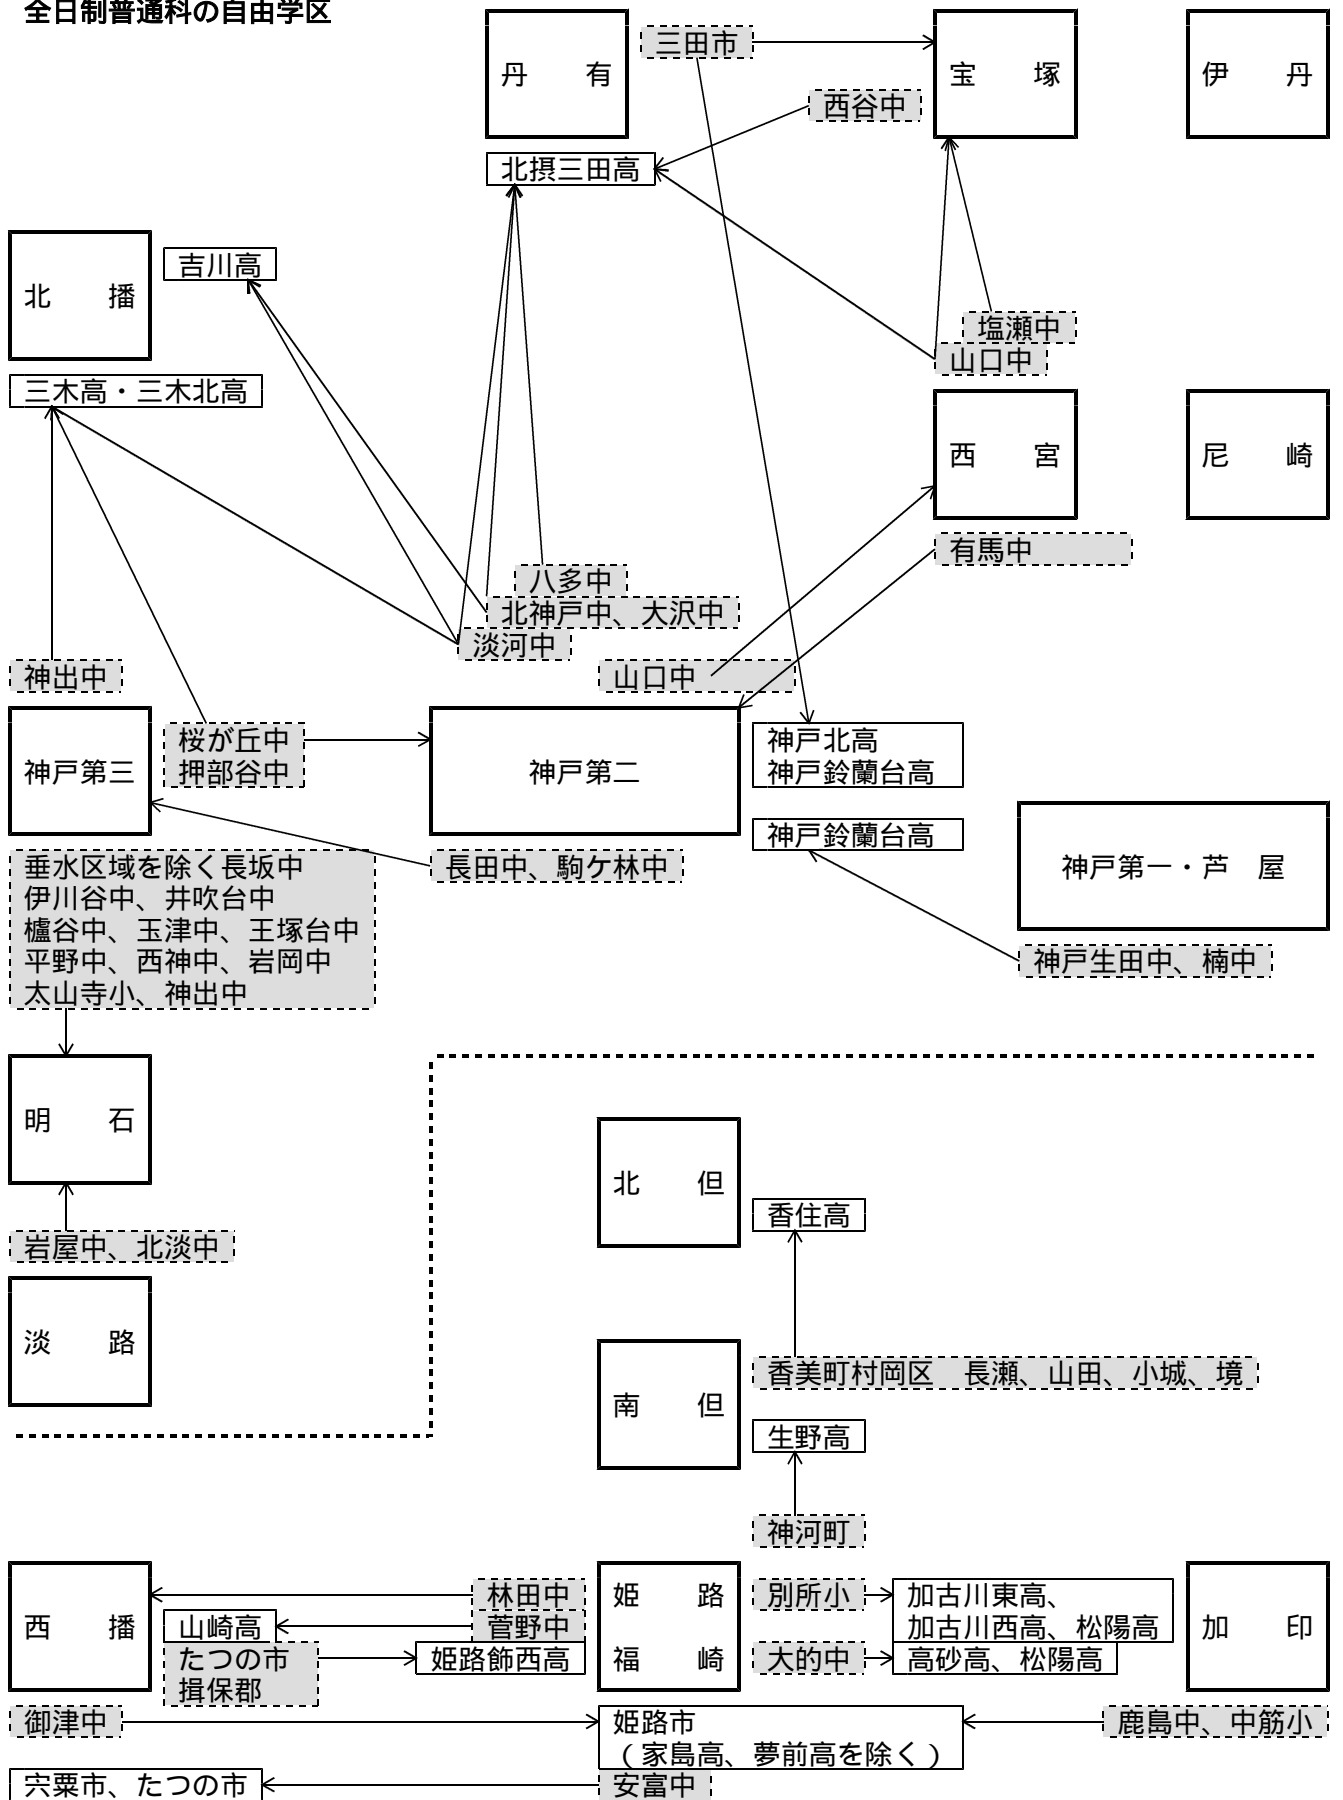 全日制普通科の自由学区
丹　　有
三田市
宝　　塚
伊　　丹
西谷中
北摂三田高
北　　播
吉川高
塩瀬中
山口中
三木高・三木北高
西　　宮
尼　　崎
有馬中
八多中
北神戸中、大沢中
淡河中
神出中
山口中
神戸第三
桜が丘中
押部谷中
神戸第二
神戸北高
神戸鈴蘭台高
神戸鈴蘭台高
神戸第一・芦　屋
長田中、駒ケ林中
垂水区域を除く長坂中
伊川谷中、井吹台中
櫨谷中、玉津中、王塚台中
平野中、西神中、岩岡中
太山寺小、神出中
神戸生田中、楠中
明　　石
北　　但
香住高
岩屋中、北淡中
淡　　路
南　　但
香美町村岡区　長瀬、山田、小城、境
生野高
神河町
西　　播
林田中
姫　　路
別所小
加古川東高、
加古川西高、松陽高
加　　印
山崎高
菅野中
たつの市
揖保郡
姫路飾西高
福　　崎
大的中
高砂高、松陽高
御津中
姫路市
（家島高、夢前高を除く）
鹿島中、中筋小
宍粟市、たつの市
安富中